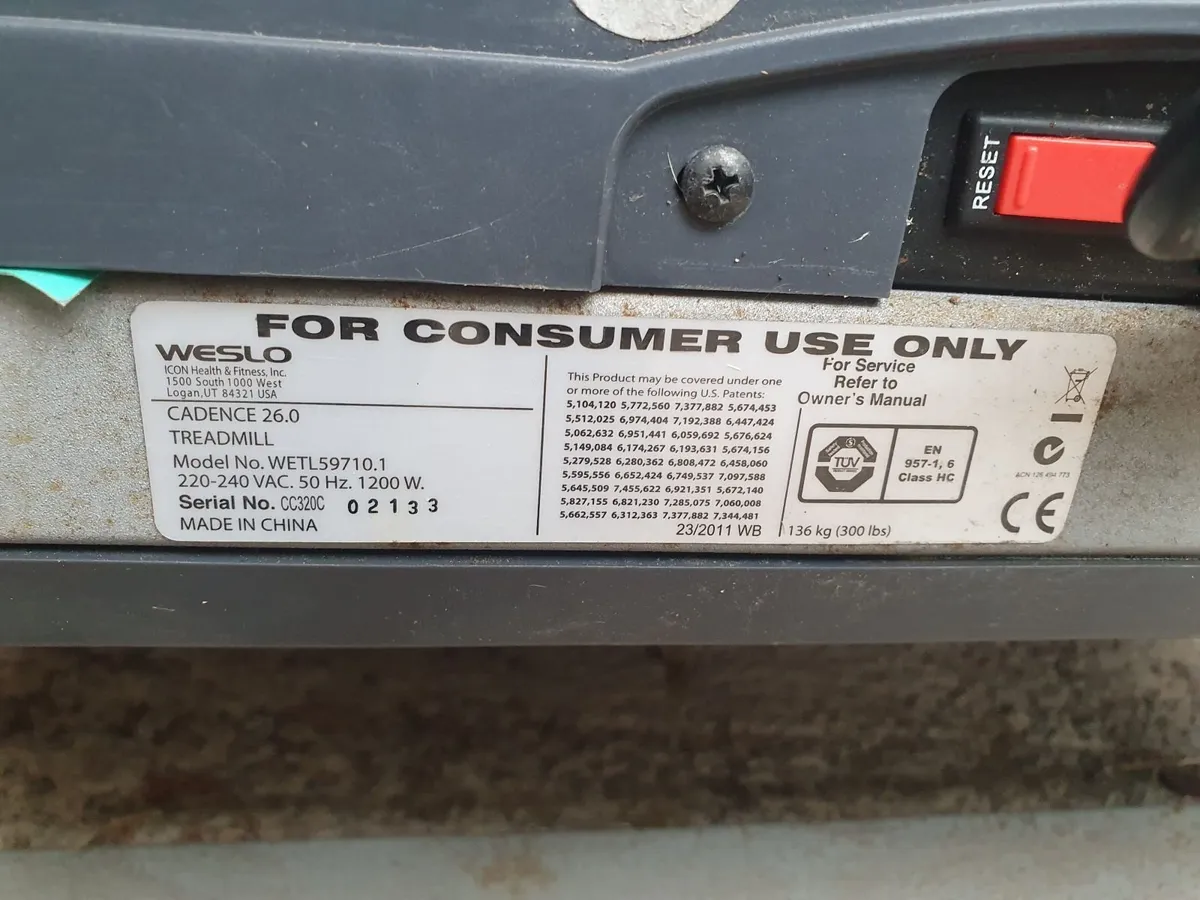 RESET
FOR CONSUMER USE ONLY
WESLO
ICON Health & Fitness, Inc.
1500 South 1000 West
Logan,UT 84321 USA
CADENCE 26.0
TREADMILL
Model No. WETL59710.1
220-240 VAC. 50 Hz. 1200 W.
Serial No. CC320C 02133
MADE IN CHINA
This Product may be covered under one
or more of the following U.S. Patents:
5,104,120 5,772,560 7,377,882 5,674,453
5,512,025 6,974,404 7,192,388 6,447,424
5,062,632 6,951,441 6,059,692 5,676,624
5,149,084 6,174,267 6,193,631 5,674,156
5,279,528 6,280,362 6,808,472 6,458,060
5,595,556 6,652,424 6,749,537 7,097,588
5,645,509 7,455,622 6,921,351 5,672,140
5,827,155 6,821,230 7,285,075 7,060,008
5,662,557 6,312,363 7,377,882 7,344,481
23/2011 WB
For Service
Refer to
Owner's Manual
TÜV
EN
957-1, 6
Class HC
136 kg (300 lbs)
ACN 126 494 773
CE